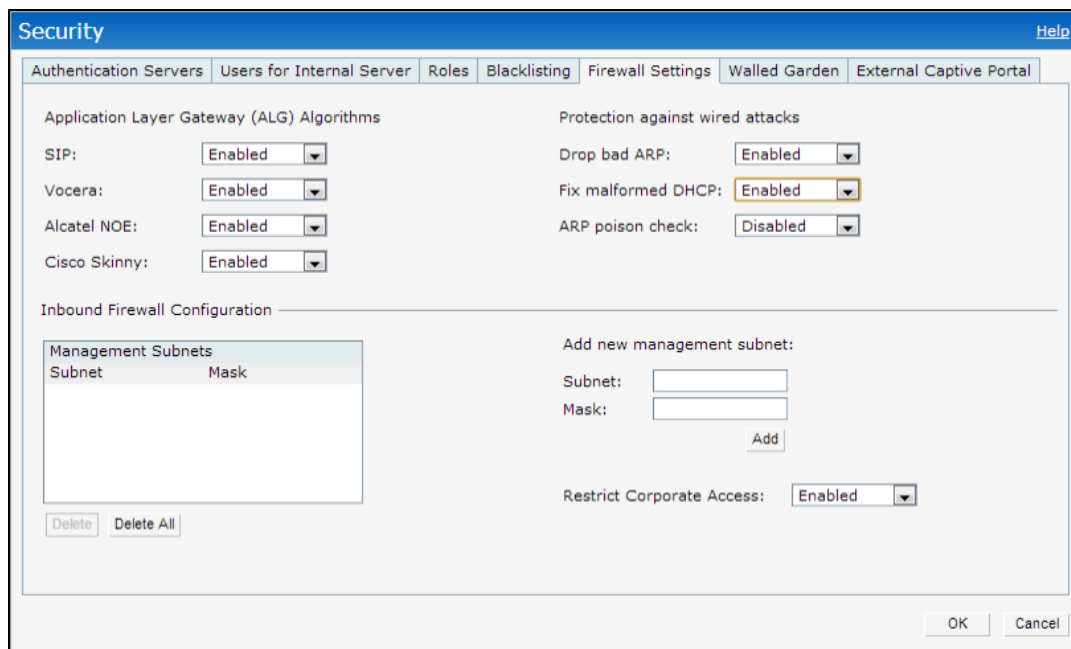 Security
Help
Authentication Servers
Users for Internal Server
Roles
Blacklisting
Firewall Settings
Walled Garden
External Captive Portal
Application Layer Gateway (ALG) Algorithms
SIP: Enabled
Vocera: Enabled
Alcatel NOE: Enabled
Cisco Skinny: Enabled
Protection against wired attacks
Drop bad ARP: Enabled
Fix malformed DHCP: Enabled
ARP poison check: Disabled
Inbound Firewall Configuration
Management Subnets
Subnet Mask
Delete Delete All
Add new management subnet:
Subnet:
Mask:
Add
Restrict Corporate Access: Enabled
OK Cancel